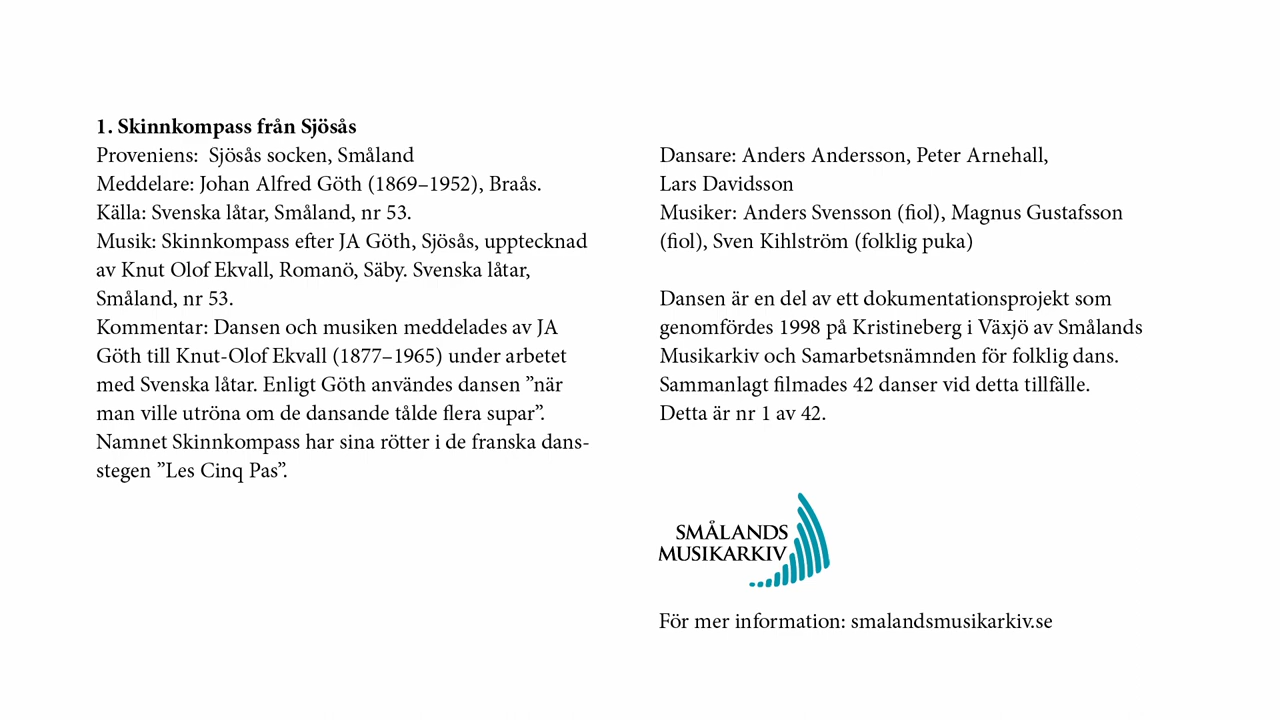 1. Skinnkompass från Sjösås
Proveniens:  Sjösås socken, Småland
Meddelare: Johan Alfred Göth (1869–1952), Braås.
Källa: Svenska låtar, Småland, nr 53.
Musik: Skinnkompass efter JA Göth, Sjösås, upptecknad
av Knut Olof Ekvall, Romanö, Säby. Svenska låtar,
Småland, nr 53.
Kommentar: Dansen och musiken meddelades av JA
Göth till Knut-Olof Ekvall (1877–1965) under arbetet
med Svenska låtar. Enligt Göth användes dansen ”när
man ville utröna om de dansande tålde flera supar”.
Namnet Skinnkompass har sina rötter i de franska dans-
stegen ”Les Cinq Pas”.
Dansare: Anders Andersson, Peter Arnehall,
Lars Davidsson
Musiker: Anders Svensson (fiol), Magnus Gustafsson
(fiol), Sven Kihlström (folklig puka)
Dansen är en del av ett dokumentationsprojekt som
genomfördes 1998 på Kristineberg i Växjö av Smålands
Musikarkiv och Samarbetsnämnden för folklig dans.
Sammanlagt filmades 42 danser vid detta tillfälle.
Detta är nr 1 av 42.
SMÅLANDS
MUSIKARKIV
För mer information: smalandsmusikarkiv.se